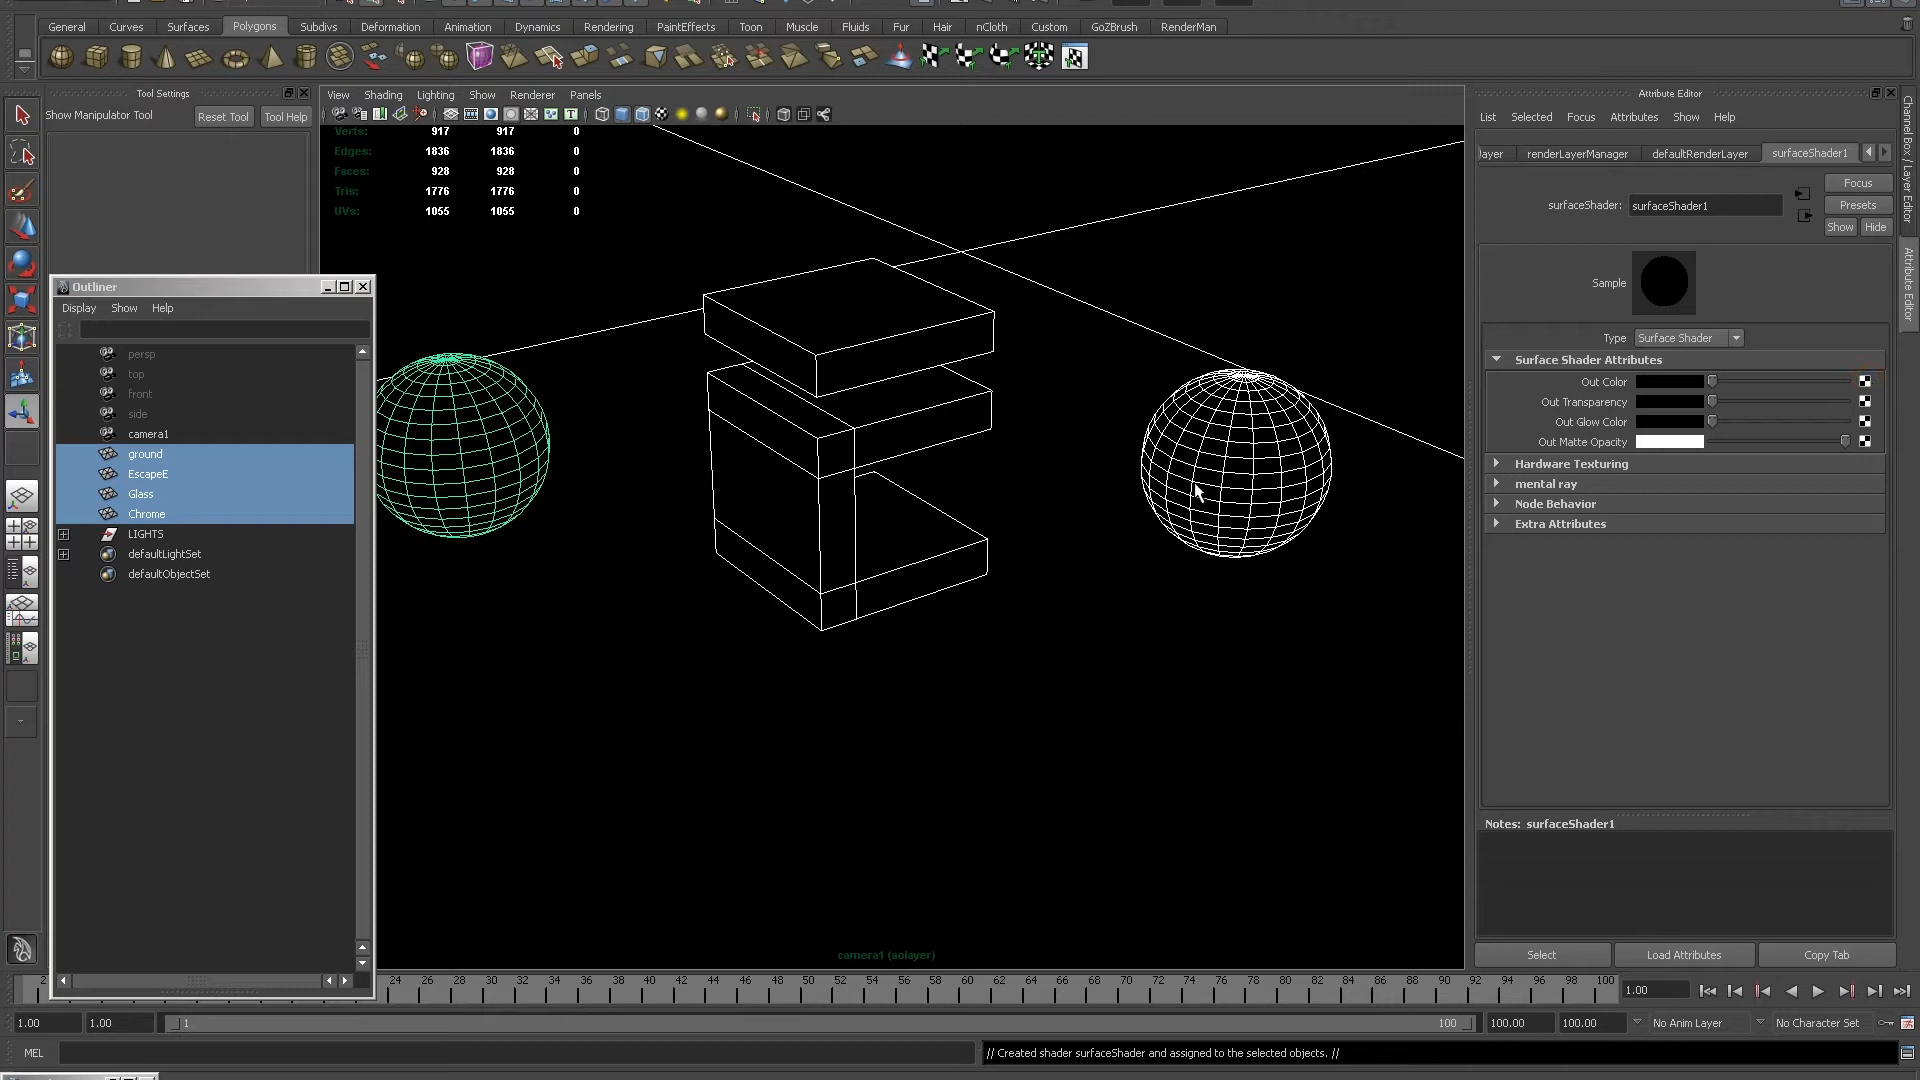 General Curves Surfaces Polygons Subdivs Deformation Animation Dynamics Rendering PaintEffects Toon Muscle Fluids Fur Hair nCloth Custom GoZBrush RenderMan
Tool Settings
Show Manipulator Tool Reset Tool Tool Help
View Shading Lighting Show Renderer Panels
Verts: 917 917 0
Edges: 1836 1836 0
Faces: 928 928 0
Tris: 1776 1776 0
UVs: 1055 1055 0
Outliner
Display Show Help
persp
top
front
side
camera1
ground
EscapeE
Glass
Chrome
LIGHTS
defaultLightSet
defaultObjectSet
camera1 (aolayer)
Attribute Editor
List Selected Focus Attributes Show Help
layer renderLayerManager defaultRenderLayer surfaceShader1
surfaceShader: surfaceShader1
Focus
Presets
Show Hide
Sample
Type Surface Shader
Surface Shader Attributes
Out Color
Out Transparency
Out Glow Color
Out Matte Opacity
Hardware Texturing
mental ray
Node Behavior
Extra Attributes
Notes: surfaceShader1
Select Load Attributes Copy Tab
Channel Box / Layer Editor
Attribute Editor
2 24 26 28 30 32 34 36 38 40 42 44 46 48 50 52 54 56 58 60 62 64 66 68 70 72 74 76 78 80 82 84 86 88 90 92 94 96 98 100 1.00
1.00 1.00 1 100 100.00 100.00 No Anim Layer No Character Set
MEL // Created shader surfaceShader and assigned to the selected objects. //